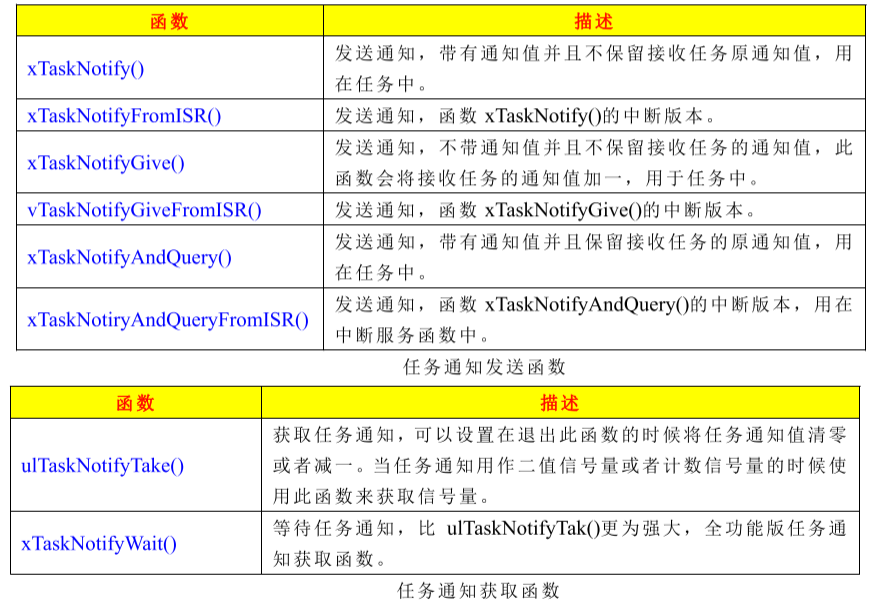 函数 描述
xTaskNotify() 发送通知，带有通知值并且不保留接收任务原通知值，用
在任务中。
xTaskNotifyFromISR() 发送通知，函数 xTaskNotify()的中断版本。
xTaskNotifyGive() 发送通知，不带通知值并且不保留接收任务的通知值，此
函数会将接收任务的通知值加一，用于任务中。
vTaskNotifyGiveFromISR() 发送通知，函数 xTaskNotifyGive()的中断版本。
xTaskNotifyAndQuery() 发送通知，带有通知值并且保留接收任务的原通知值，用
在任务中。
xTaskNotiryAndQueryFromISR() 发送通知，函数 xTaskNotifyAndQuery()的中断版本，用在
中断服务函数中。
任务通知发送函数
函数 描述
ulTaskNotifyTake() 获取任务通知，可以设置在退出此函数的时候将任务通知值清零
或者减一。当任务通知用作二值信号量或者计数信号量的时候使
用此函数来获取信号量。
xTaskNotifyWait() 等待任务通知，比 ulTaskNotifyTak()更为强大，全功能版任务通
知获取函数。
任务通知获取函数